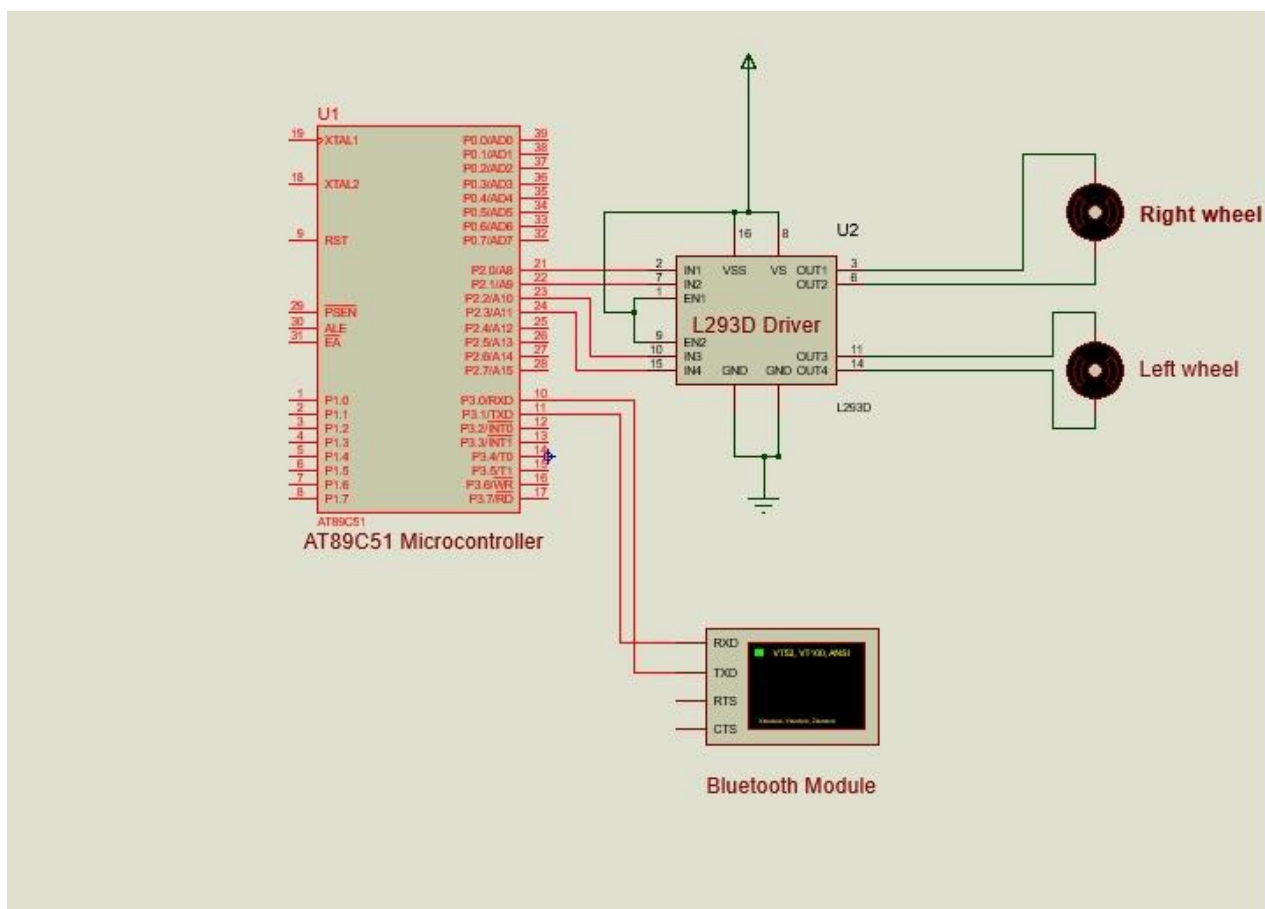 U1
19 XTAL1
18 XTAL2
9 RST
29 PSEN
30 ALE
31 EA
1 P1.0
2 P1.1
3 P1.2
4 P1.3
5 P1.4
6 P1.5
7 P1.6
8 P1.7
P0.0/AD0 39
P0.1/AD1 38
P0.2/AD2 37
P0.3/AD3 36
P0.4/AD4 35
P0.5/AD5 34
P0.6/AD6 33
P0.7/AD7 32
P2.0/A8 21
P2.1/A9 22
P2.2/A10 23
P2.3/A11 24
P2.4/A12 25
P2.5/A13 26
P2.6/A14 27
P2.7/A15 28
P3.0/RXD 10
P3.1/TXD 11
P3.2/INT0 12
P3.3/INT1 13
P3.4/T0 14
P3.5/T1 15
P3.6/WR 16
P3.7/RD 17
AT89C51
AT89C51 Microcontroller
U2
16 8
VSS VS
2 IN1
7 IN2
1 EN1
9 EN2
10 IN3
15 IN4
L293D Driver
GND GND
OUT1 3
OUT2 6
OUT3 11
OUT4 14
L293D
Right wheel
Left wheel
RXD
TXD
RTS
CTS
VT52, VT100, ANSI
Bluetooth Module